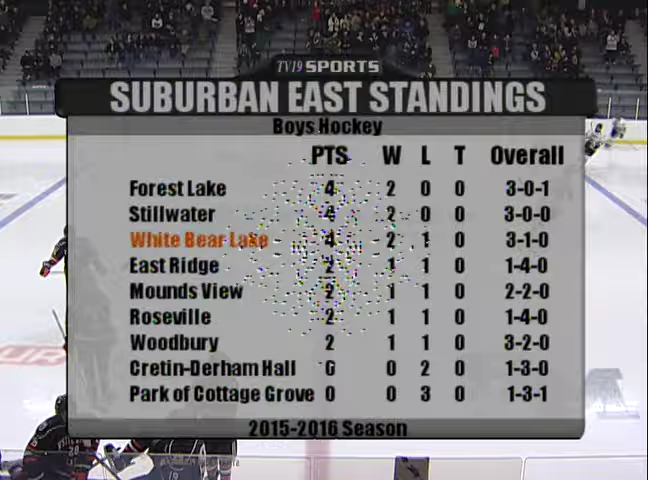 TV19 SPORTS
SUBURBAN EAST STANDINGS
Boys Hockey
PTS W L T Overall
Forest Lake 4 2 0 0 3-0-1
Stillwater 4 2 0 0 3-0-0
White Bear Lake 4 2 1 0 3-1-0
East Ridge 2 1 1 0 1-4-0
Mounds View 2 1 1 0 2-2-0
Roseville 2 1 1 0 1-4-0
Woodbury 2 1 1 0 3-2-0
Cretin-Derham Hall 0 0 2 0 1-3-0
Park of Cottage Grove 0 0 3 0 1-3-1
2015-2016 Season